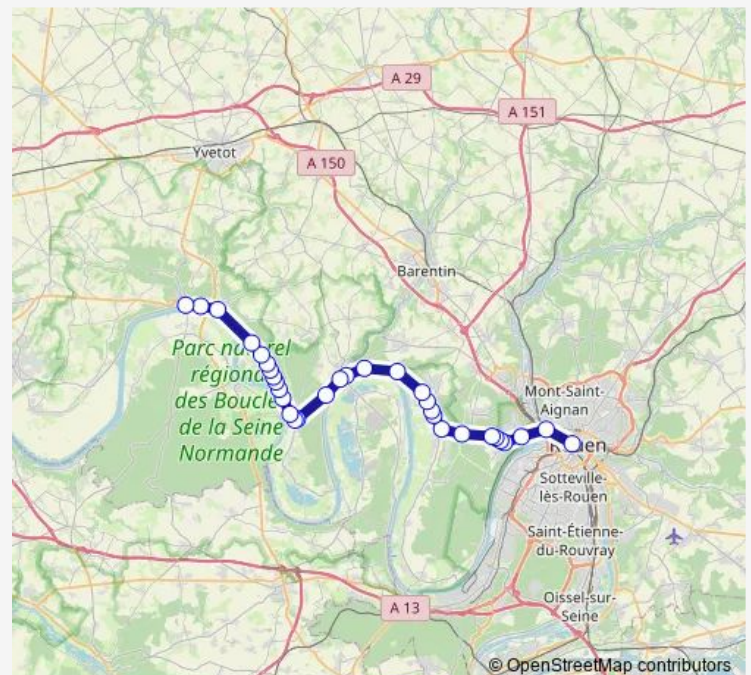 A 29
A 151
Yvetot
A 150
Barentin
Parc na
rel
régiona
des Boucle
de la Seine
Normande
Mont-Saint-
Aignan
R
en
Sotteville-
lès-Rouen
Saint-Étienne-
du-Rouvray
Oissel-sur-
Seine
A 13
© OpenStreetMap contributors